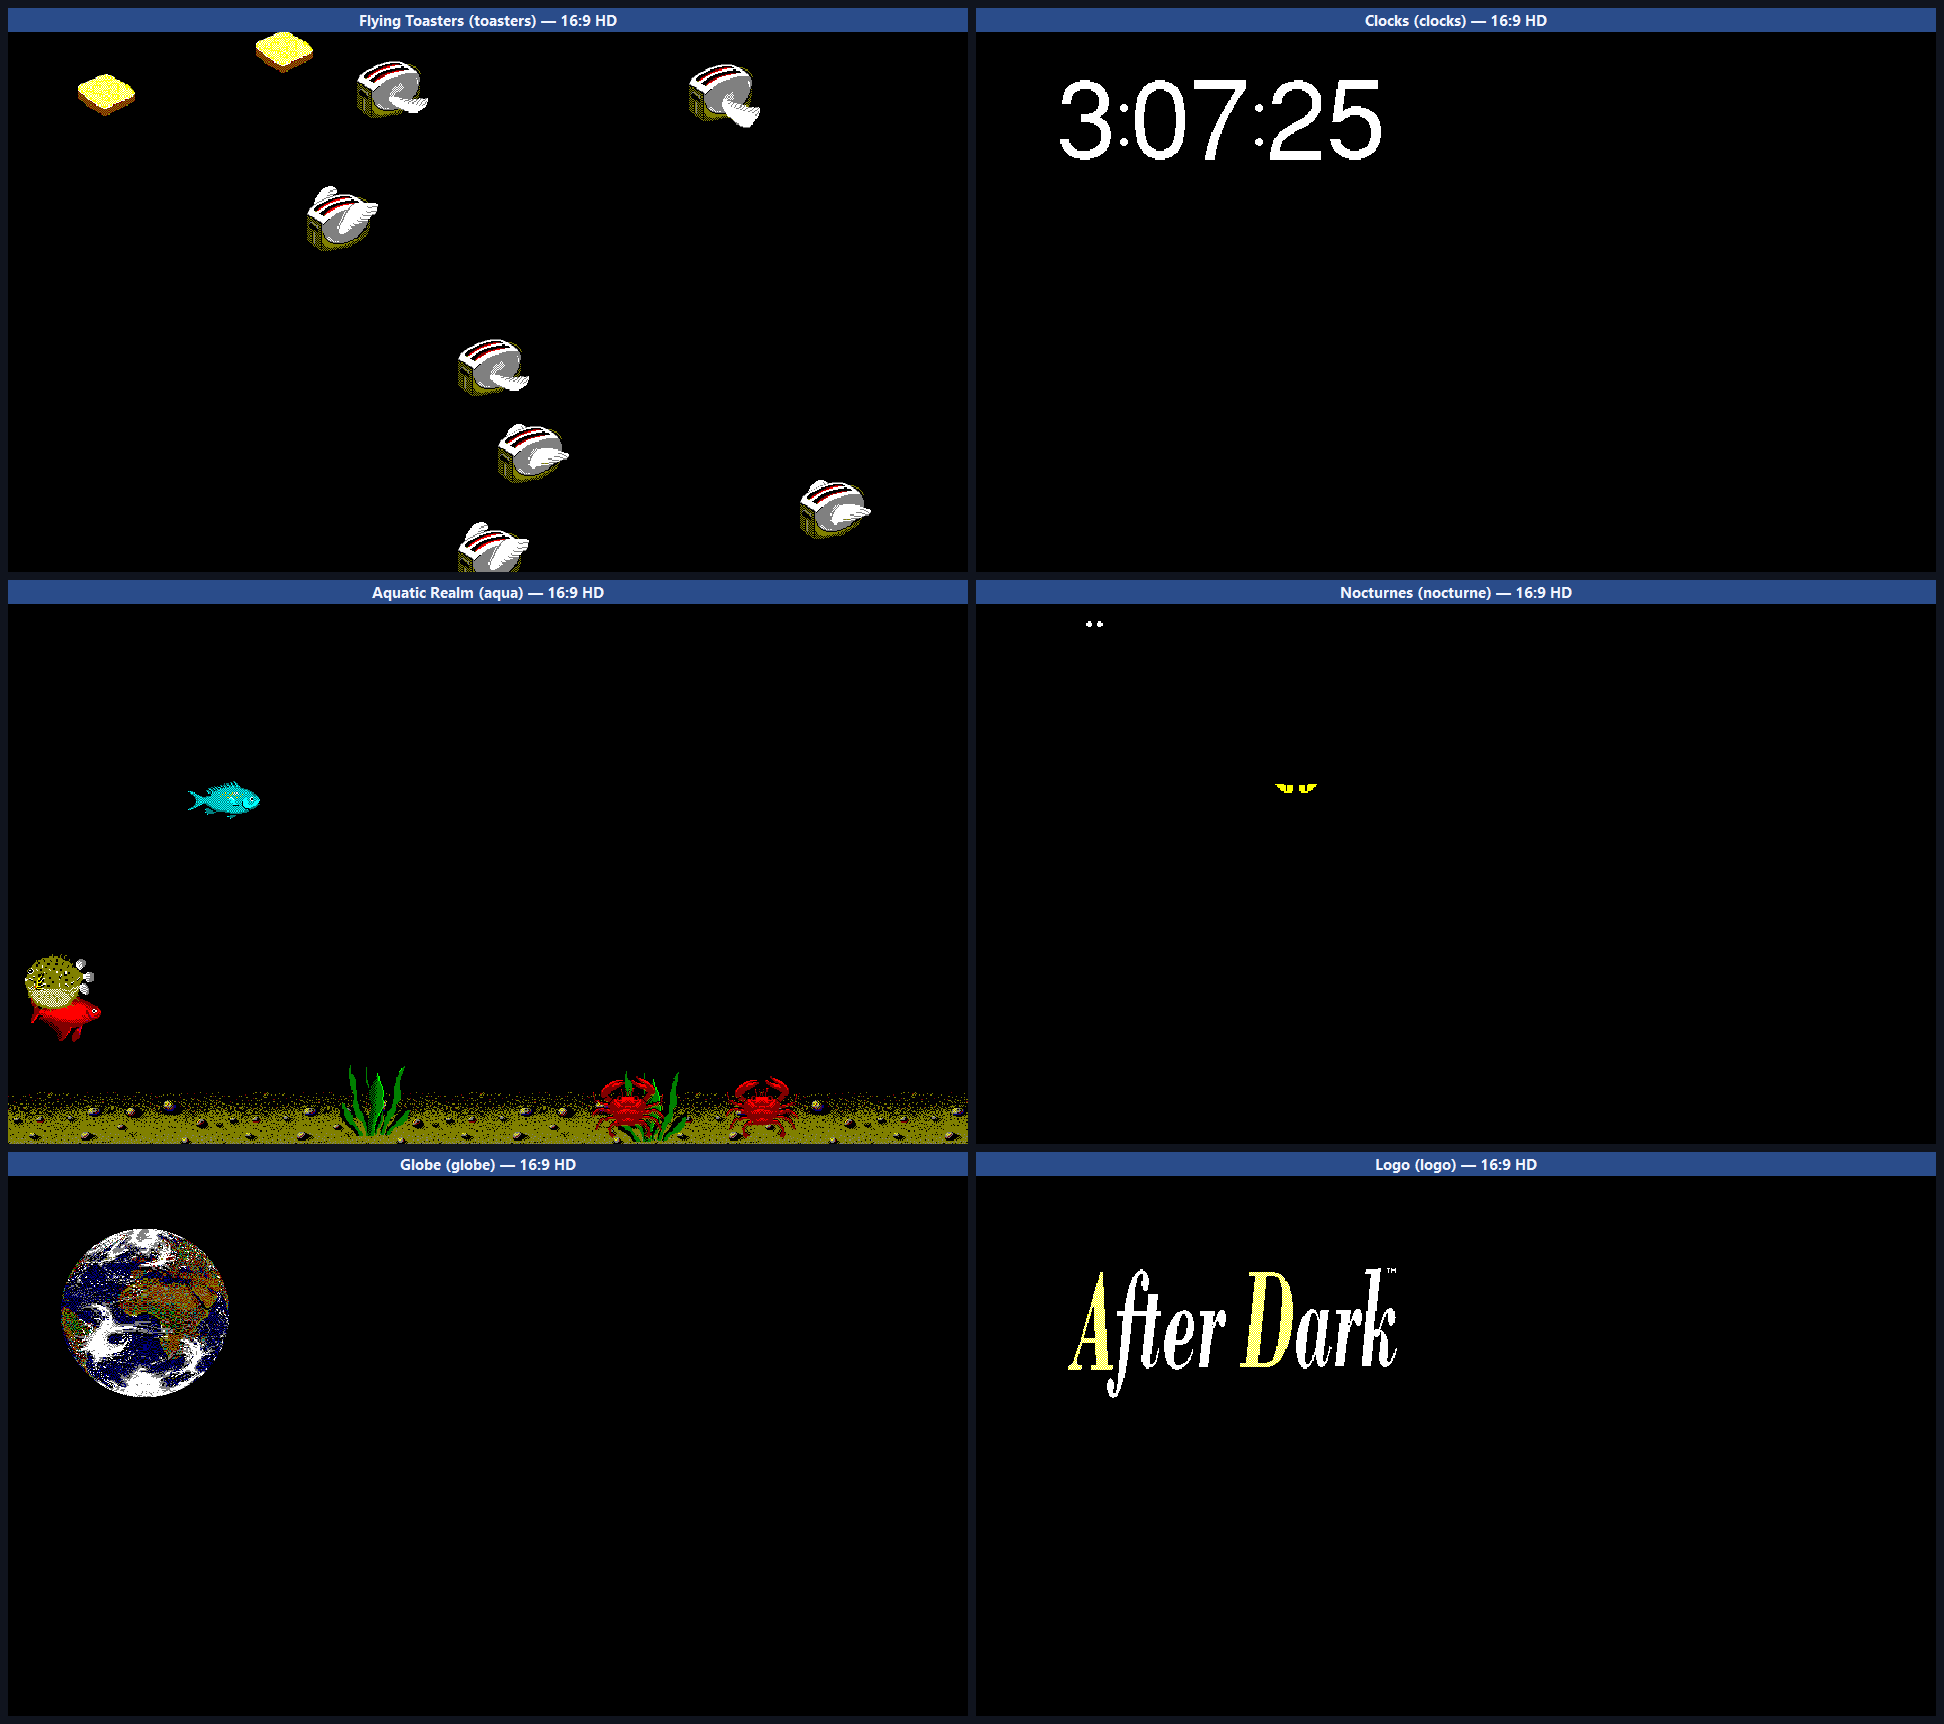 Flying Toasters (toasters) — 16:9 HD
Clocks (clocks) — 16:9 HD
3:07:25
Aquatic Realm (aqua) — 16:9 HD
Nocturnes (nocturne) — 16:9 HD
Globe (globe) — 16:9 HD
Logo (logo) — 16:9 HD
After Dark™